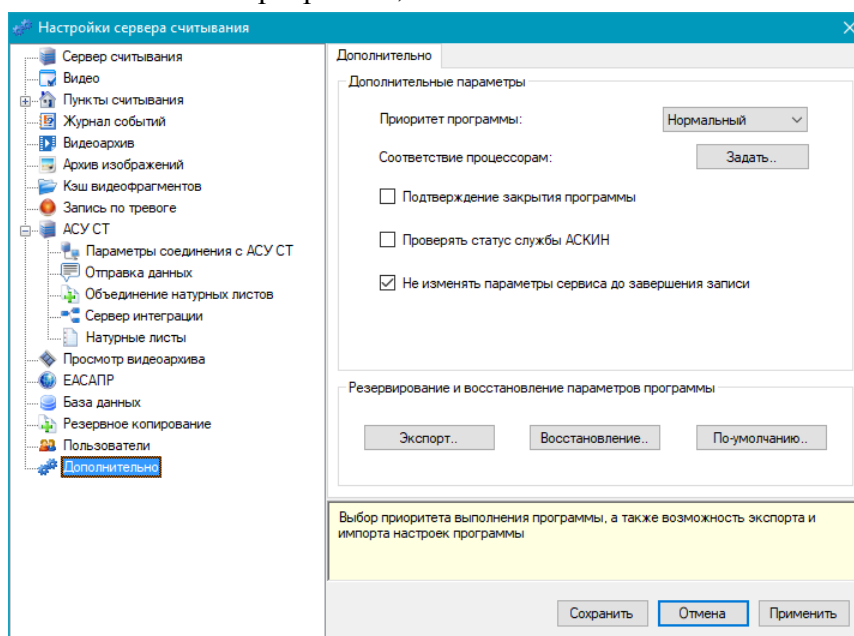 Настройки сервера считывания
Сервер считывания
Видео
Пункты считывания
Журнал событий
Видеоархив
Архив изображений
Кэш видеофрагментов
Запись по тревоге
АСУ СТ
Параметры соединения с АСУ СТ
Отправка данных
Объединение натурных листов
Сервер интеграции
Натурные листы
Просмотр видеоархива
ЕАСАПР
База данных
Резервное копирование
Пользователи
Дополнительно
Дополнительно
Дополнительные параметры
Приоритет программы: Нормальный
Соответствие процессорам: Задать..
Подтверждение закрытия программы
Проверять статус службы АСКИН
Не изменять параметры сервиса до завершения записи
Резервирование и восстановление параметров программы
Экспорт.. Восстановление.. По-умолчанию..
Выбор приоритета выполнения программы, а также возможность экспорта и
импорта настроек программы
Сохранить Отмена Применить